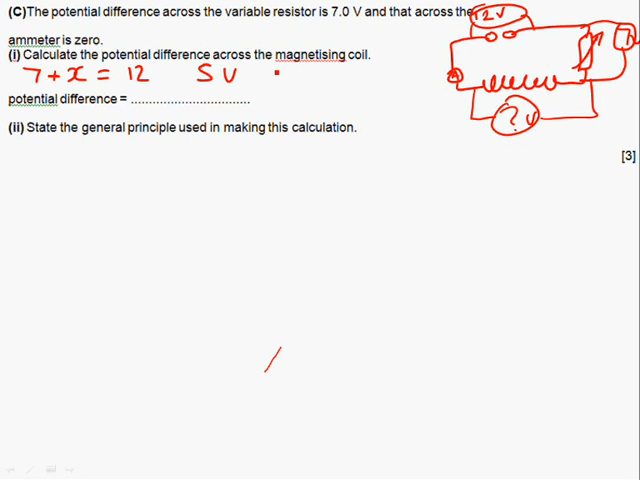 (C)The potential difference across the variable resistor is 7.0 V and that across the
12V
ammeter is zero.
(i) Calculate the potential difference across the magnetising coil.
7 + x = 12 5 V
A
potential difference = ................................
? V
(ii) State the general principle used in making this calculation.
[3]